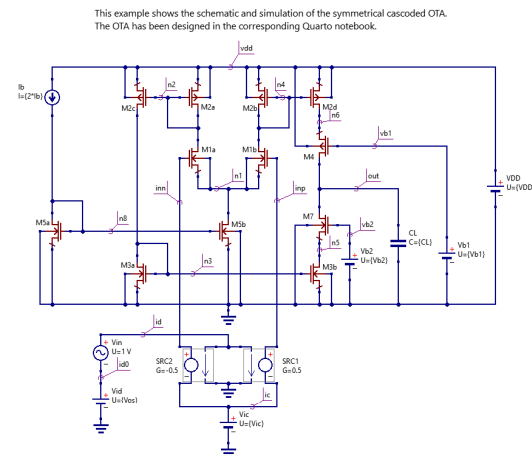 This example shows the schematic and simulation of the symmetrical cascoded OTA.
The OTA has been designed in the corresponding Quarto notebook.
vdd
Ib
I={2*Ib}
n2
n4
M2c
M2a
M2b
M2d
n6
vb1
M1a
M1b
M4
inn
n1
inp
out
VDD
U={VDD
M5a
n8
M5b
M7
vb2
CL
C={CL}
Vb1
U={Vb1}
n5
Vb2
U={Vb2}
M3a
n3
M3b
id
Vin
U=1 V
id0
SRC2
G=-0.5
SRC1
G=0.5
Vid
U={Vos}
ic
Vic
U={Vic}